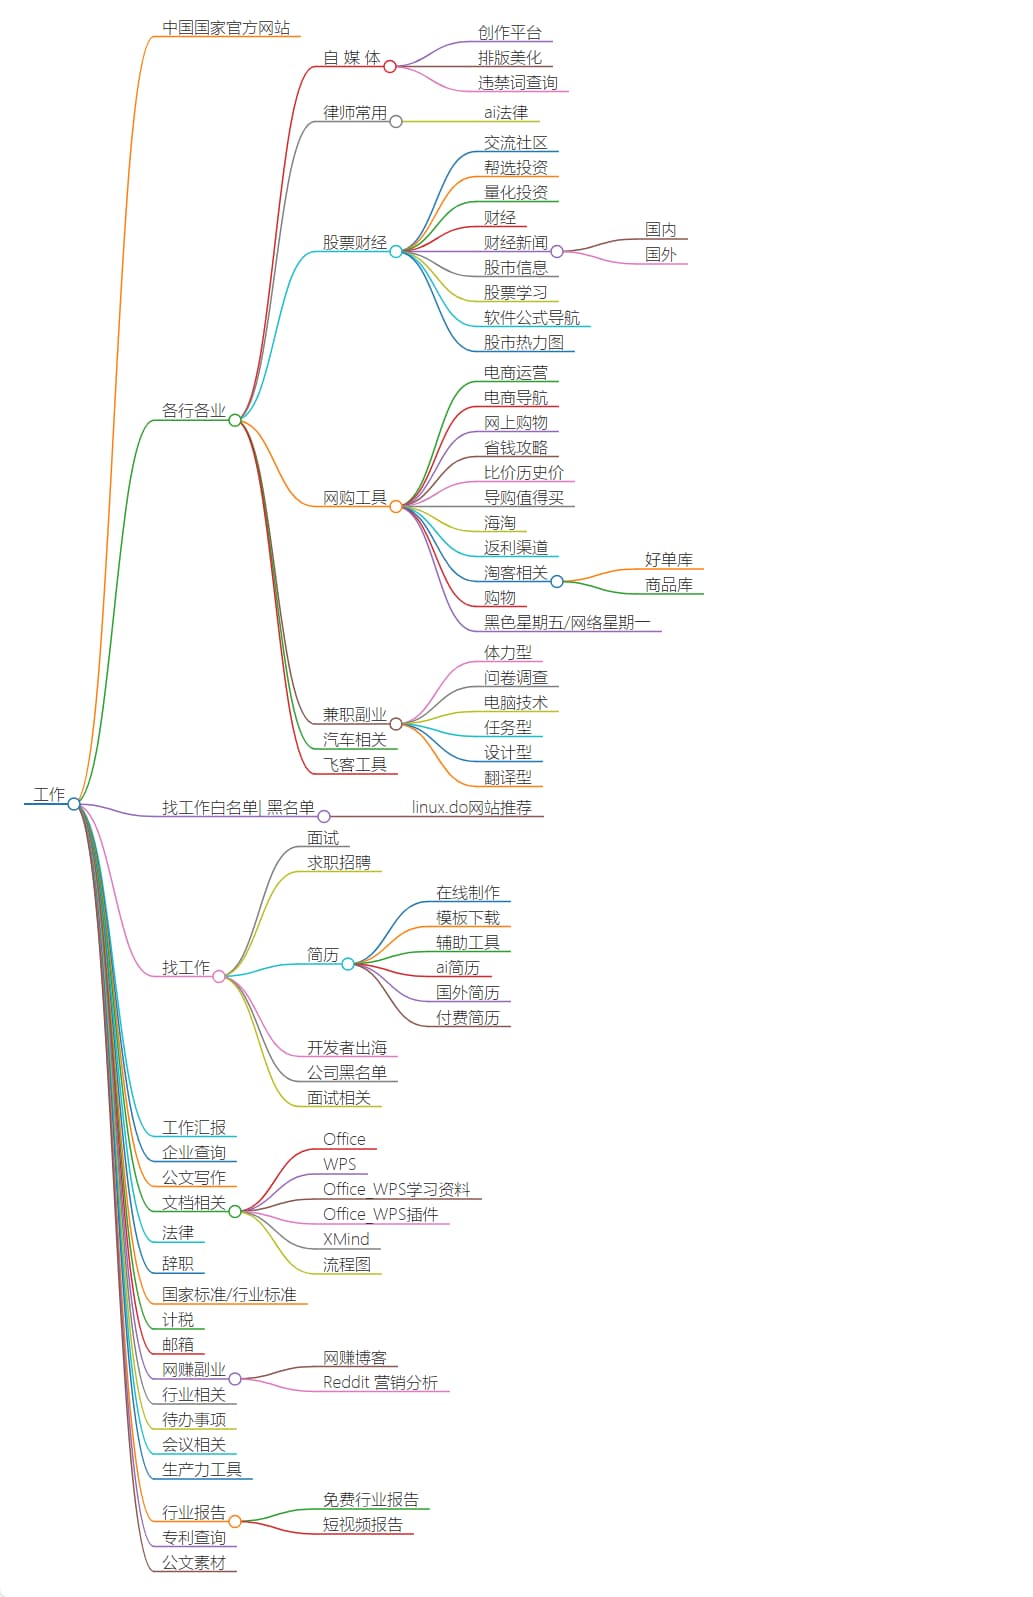 工作
中国国家官方网站
各行各业
自 媒 体
创作平台
排版美化
违禁词查询
律师常用
ai法律
股票财经
交流社区
帮选投资
量化投资
财经
财经新闻
国内
国外
股市信息
股票学习
软件公式导航
股市热力图
网购工具
电商运营
电商导航
网上购物
省钱攻略
比价历史价
导购值得买
海淘
返利渠道
淘客相关
好单库
商品库
购物
黑色星期五/网络星期一
兼职副业
体力型
问卷调查
电脑技术
任务型
设计型
翻译型
汽车相关
飞客工具
找工作白名单| 黑名单
linux.do网站推荐
找工作
面试
求职招聘
简历
在线制作
模板下载
辅助工具
ai简历
国外简历
付费简历
开发者出海
公司黑名单
面试相关
工作汇报
企业查询
公文写作
文档相关
Office
WPS
Office_WPS学习资料
Office_WPS插件
XMind
流程图
法律
辞职
国家标准/行业标准
计税
邮箱
网赚副业
网赚博客
Reddit 营销分析
行业相关
待办事项
会议相关
生产力工具
行业报告
免费行业报告
短视频报告
专利查询
公文素材